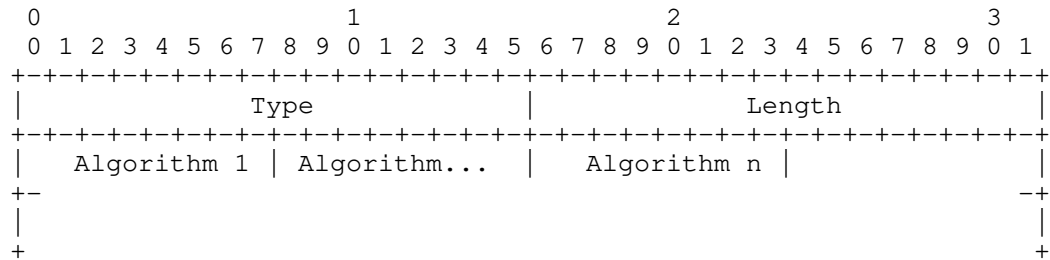 0                   1                   2                   3
 0 1 2 3 4 5 6 7 8 9 0 1 2 3 4 5 6 7 8 9 0 1 2 3 4 5 6 7 8 9 0 1
+-+-+-+-+-+-+-+-+-+-+-+-+-+-+-+-+-+-+-+-+-+-+-+-+-+-+-+-+-+-+-+-+
|              Type             |             Length            |
+-+-+-+-+-+-+-+-+-+-+-+-+-+-+-+-+-+-+-+-+-+-+-+-+-+-+-+-+-+-+-+-+
|   Algorithm 1 | Algorithm...  |   Algorithm n |               |
+-                                                             -+
|                                                               |
+                                                               +